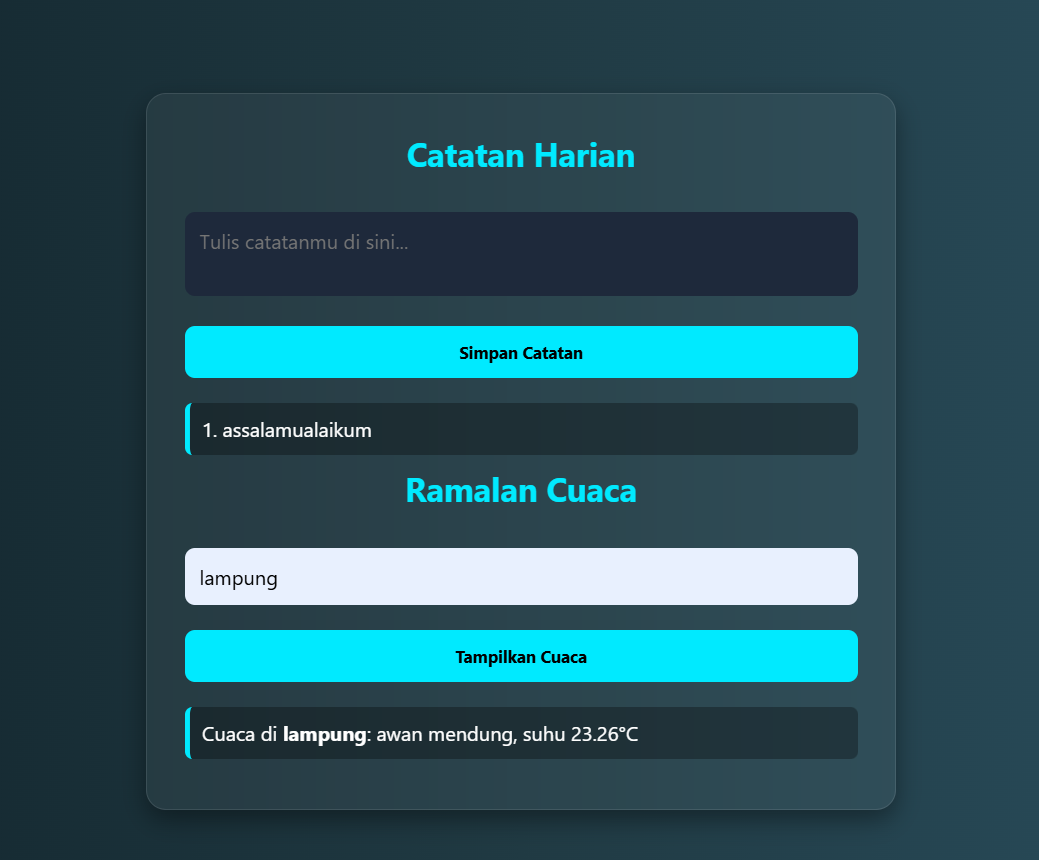 Catatan Harian
Tulis catatanmu di sini...
Simpan Catatan
1. assalamualaikum
Ramalan Cuaca
lampung
Tampilkan Cuaca
Cuaca di lampung: awan mendung, suhu 23.26°C